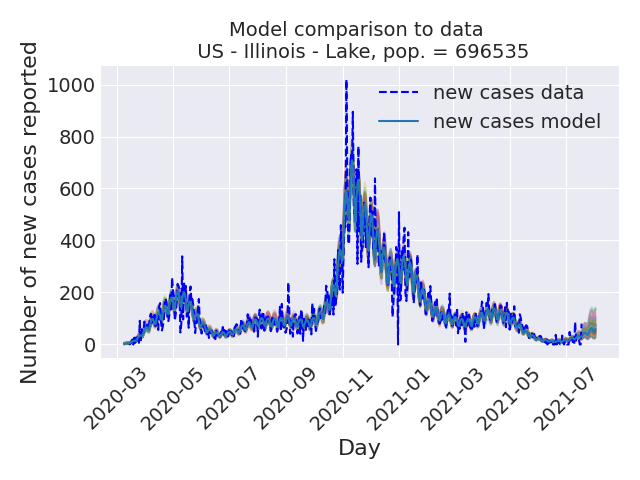 Model comparison to data
US - Illinois - Lake, pop. = 696535
Number of new cases reported
1000
800
600
400
200
0
new cases data
new cases model
2020-03
2020-05
2020-07
2020-09
2020-11
2021-01
2021-03
2021-05
2021-07
Day